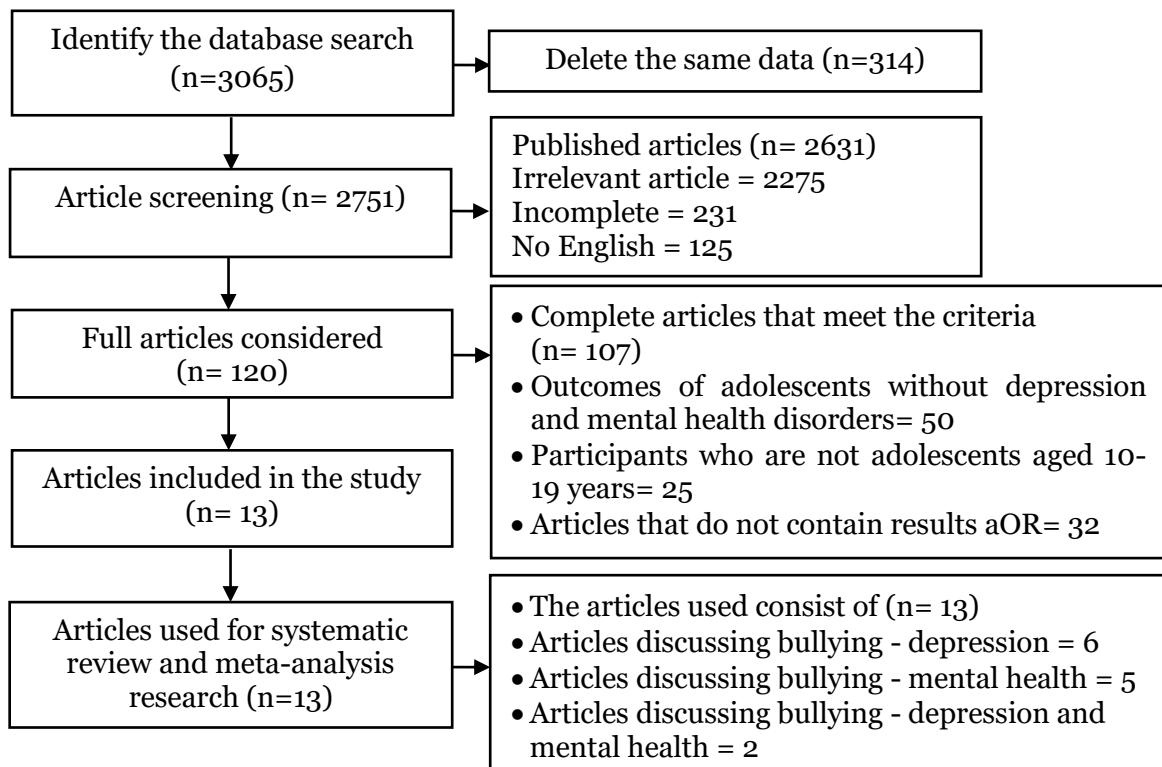 Identify the database search
(n=3065)
Delete the same data (n=314)
Article screening (n= 2751)
Published articles (n= 2631)
Irrelevant article = 2275
Incomplete = 231
No English = 125
Full articles considered
(n= 120)
• Complete articles that meet the criteria
(n= 107)
• Outcomes of adolescents without depression
and mental health disorders= 50
• Participants who are not adolescents aged 10-
19 years= 25
• Articles that do not contain results aOR= 32
Articles included in the study
(n= 13)
Articles used for systematic
review and meta-analysis
research (n=13)
• The articles used consist of (n= 13)
• Articles discussing bullying - depression = 6
• Articles discussing bullying - mental health = 5
• Articles discussing bullying - depression and
mental health = 2